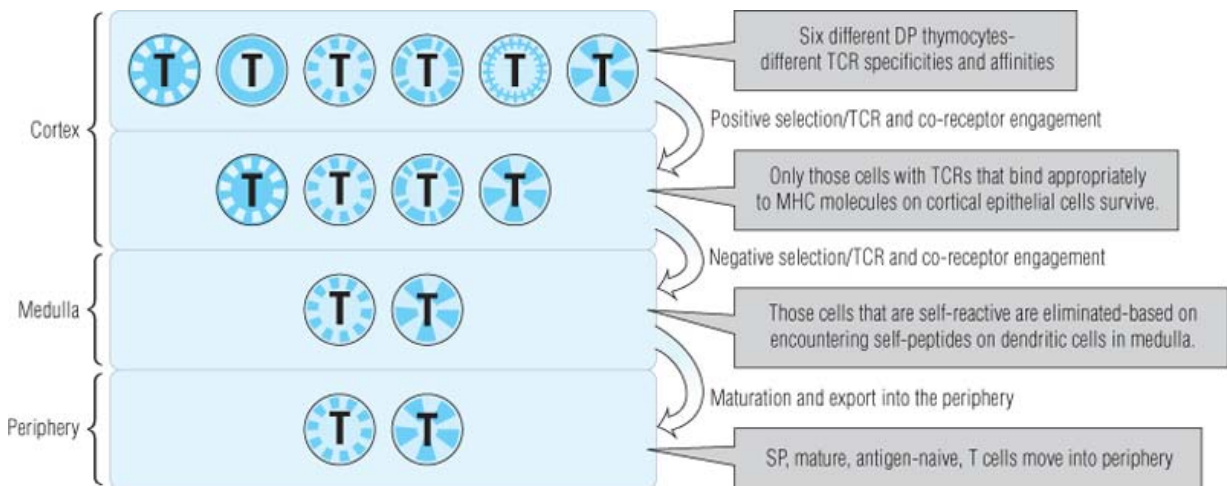 T T T T T T
Six different DP thymocytes-
different TCR specificities and affinities
Cortex
Positive selection/TCR and co-receptor engagement
T T T T
Only those cells with TCRs that bind appropriately
to MHC molecules on cortical epithelial cells survive.
Negative selection/TCR and co-receptor engagement
Medulla
T T
Those cells that are self-reactive are eliminated-based on
encountering self-peptides on dendritic cells in medulla.
Maturation and export into the periphery
Periphery
T T
SP, mature, antigen-naive, T cells move into periphery